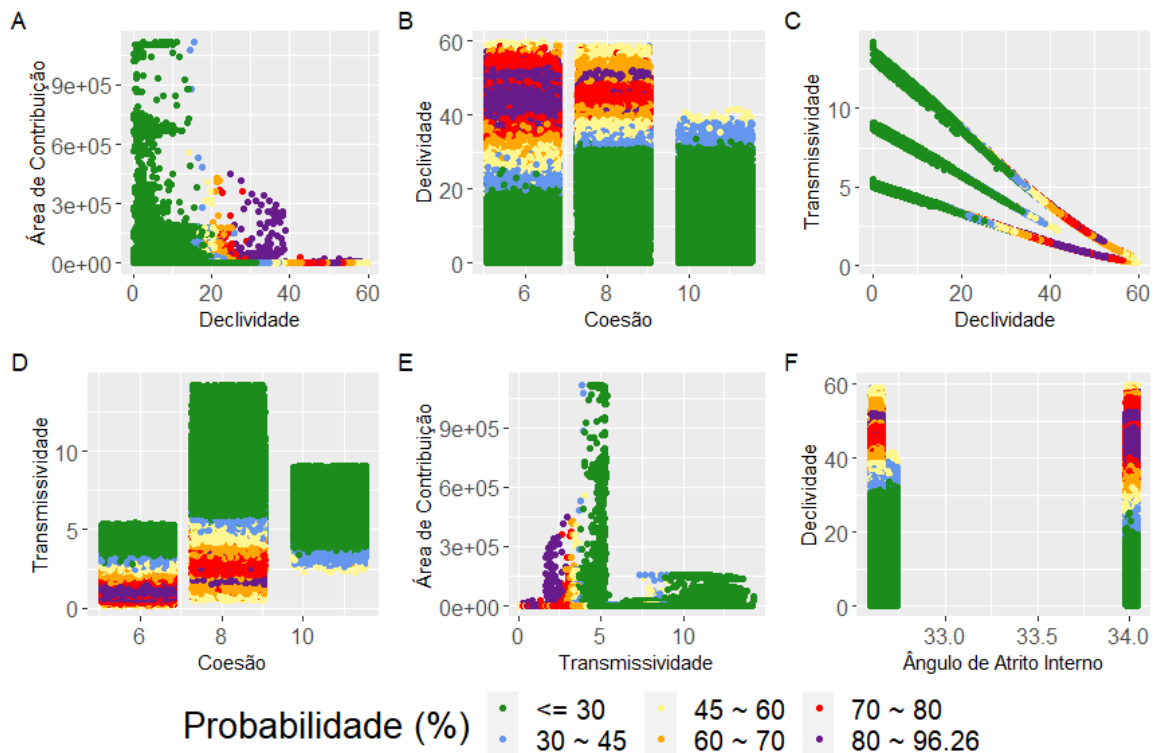 A
B
C
Área de Contribuição
9e+05
6e+05
3e+05
0e+00
0 20 40 60
Declividade
Declividade
60
40
20
0
6 8 10
Coesão
Transmissividade
10
5
0
0 20 40 60
Declividade
D
E
F
Transmissividade
10
5
0
6 8 10
Coesão
Área de Contribuição
9e+05
6e+05
3e+05
0e+00
0 5 10
Transmissividade
Declividade
60
40
20
0
33.0 33.5 34.0
Ângulo de Atrito Interno
Probabilidade (%)
<= 30
30 ~ 45
45 ~ 60
60 ~ 70
70 ~ 80
80 ~ 96.26